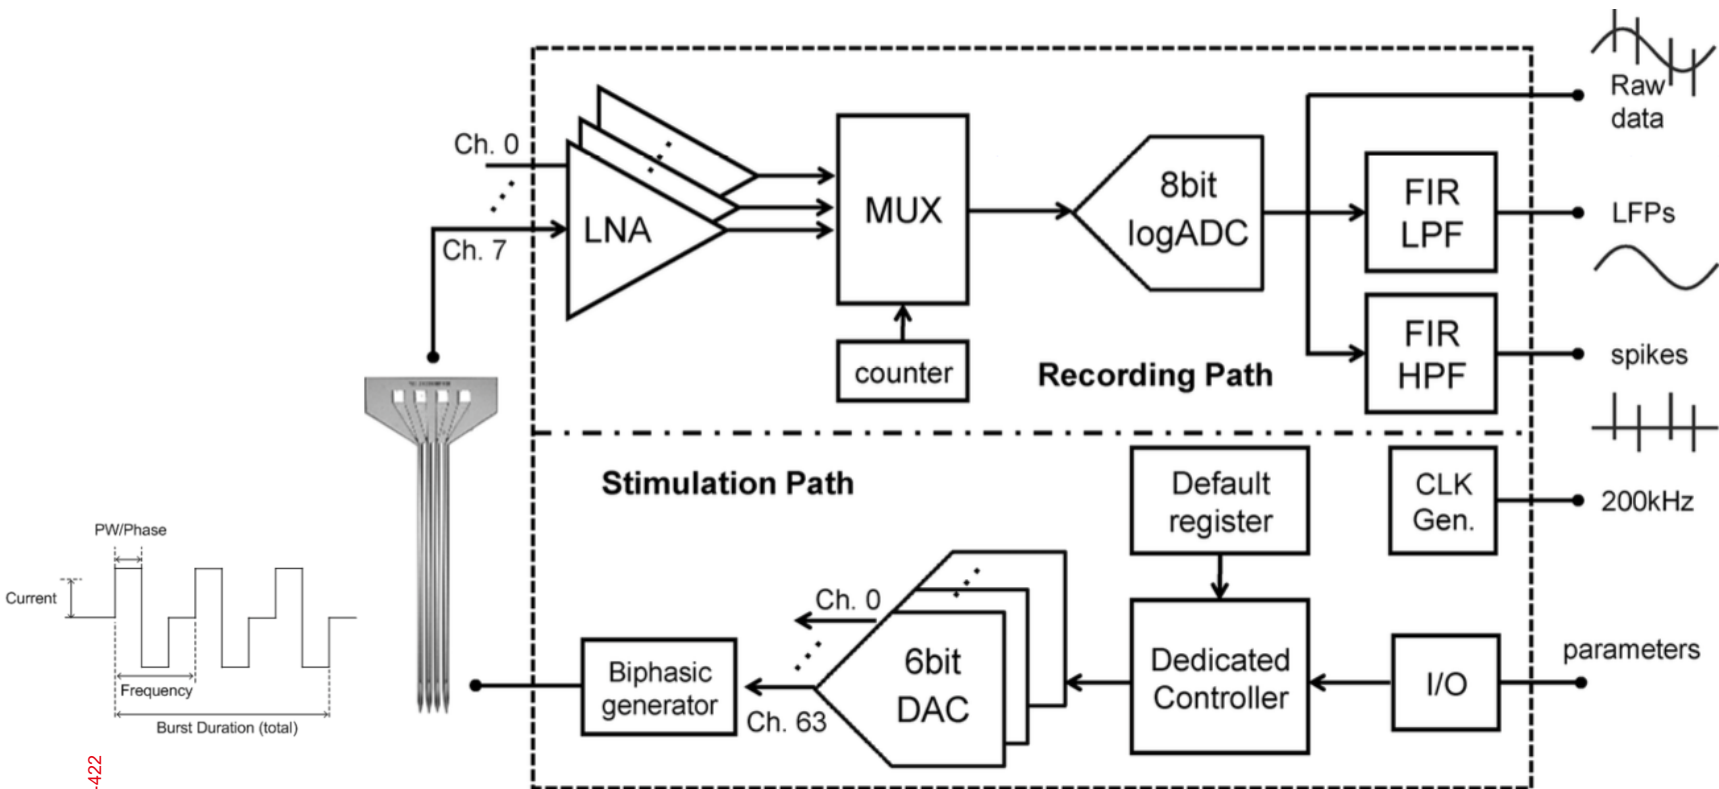 Raw
data
Ch. 0
LNA
Ch. 7
MUX
8bit
logADC
FIR
LPF
LFPs
FIR
HPF
spikes
counter
Recording Path
Stimulation Path
Default
register
CLK
Gen.
200kHz
PW/Phase
Current
Frequency
Burst Duration (total)
Biphasic
generator
Ch. 0
Ch. 63
6bit
DAC
Dedicated
Controller
I/O
parameters
-422